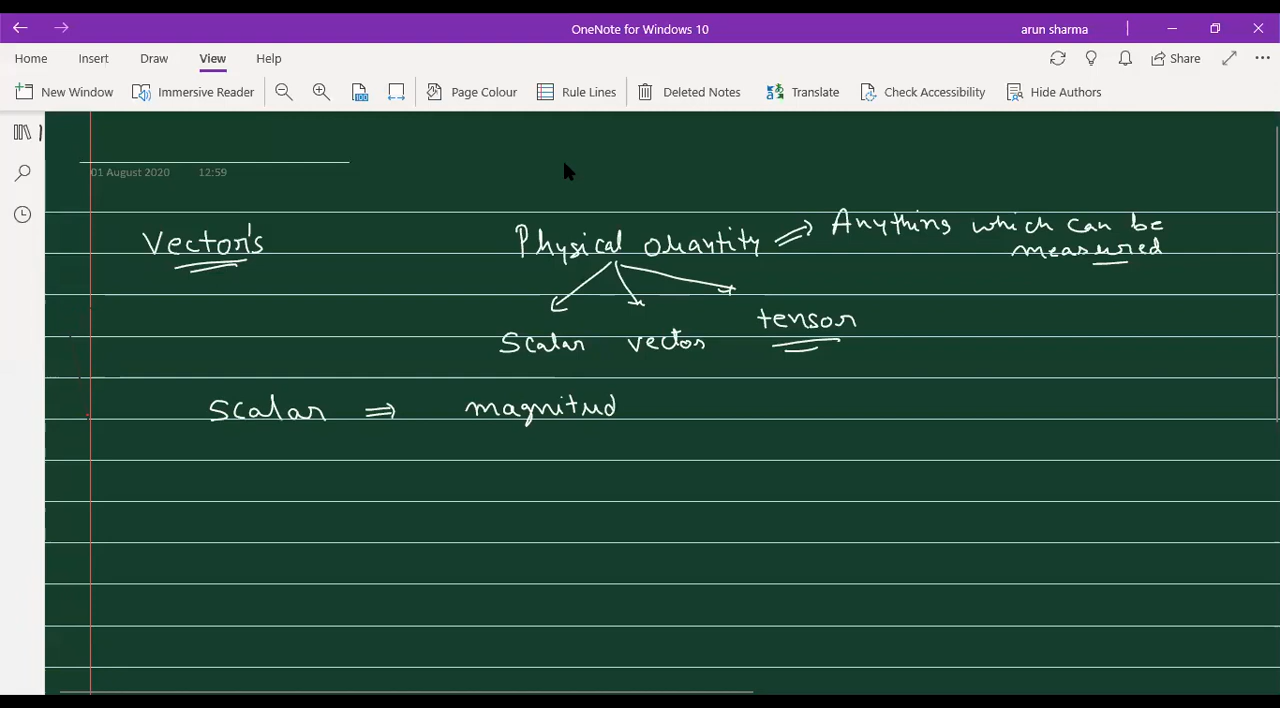 OneNote for Windows 10
arun sharma
Home Insert Draw View Help
Share
New Window Immersive Reader Page Colour Rule Lines Deleted Notes Translate Check Accessibility Hide Authors
01 August 2020 12:59
Vector's
Physical Quantity ⇒ Anything which can be
measured
Scalar vector tensor
Scalar ⇒ magnitud